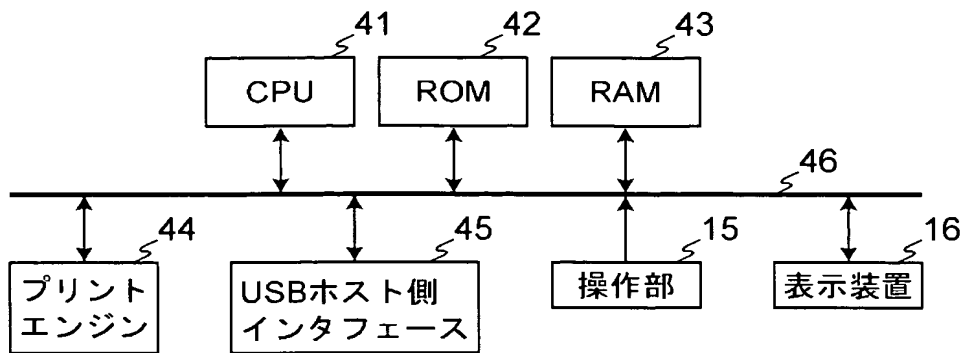 41
42
43
CPU
ROM
RAM
46
44
45
15
16
プリント
エンジン
USBホスト側
インタフェース
操作部
表示装置